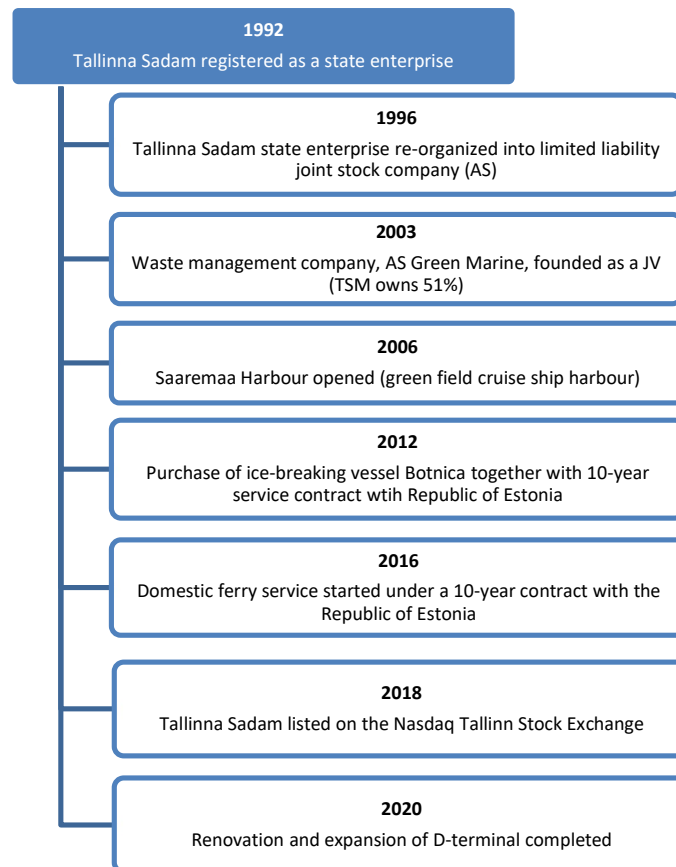 1992
Tallinna Sadam registered as a state enterprise
1996
Tallinna Sadam state enterprise re-organized into limited liability
joint stock company (AS)
2003
Waste management company, AS Green Marine, founded as a JV
(TSM owns 51%)
2006
Saaremaa Harbour opened (green field cruise ship harbour)
2012
Purchase of ice-breaking vessel Botnica together with 10-year
service contract wtih Republic of Estonia
2016
Domestic ferry service started under a 10-year contract with the
Republic of Estonia
2018
Tallinna Sadam listed on the Nasdaq Tallinn Stock Exchange
2020
Renovation and expansion of D-terminal completed